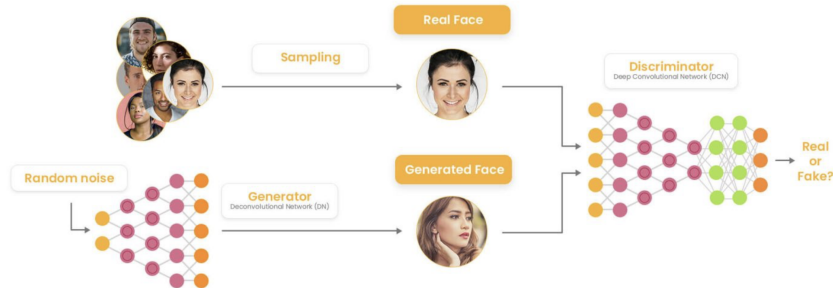 Real Face
Sampling
Discriminator
Deep Convolutional Network (DCN)
Real
or
Fake?
Random noise
Generator
Deconvolutional Network (DN)
Generated Face